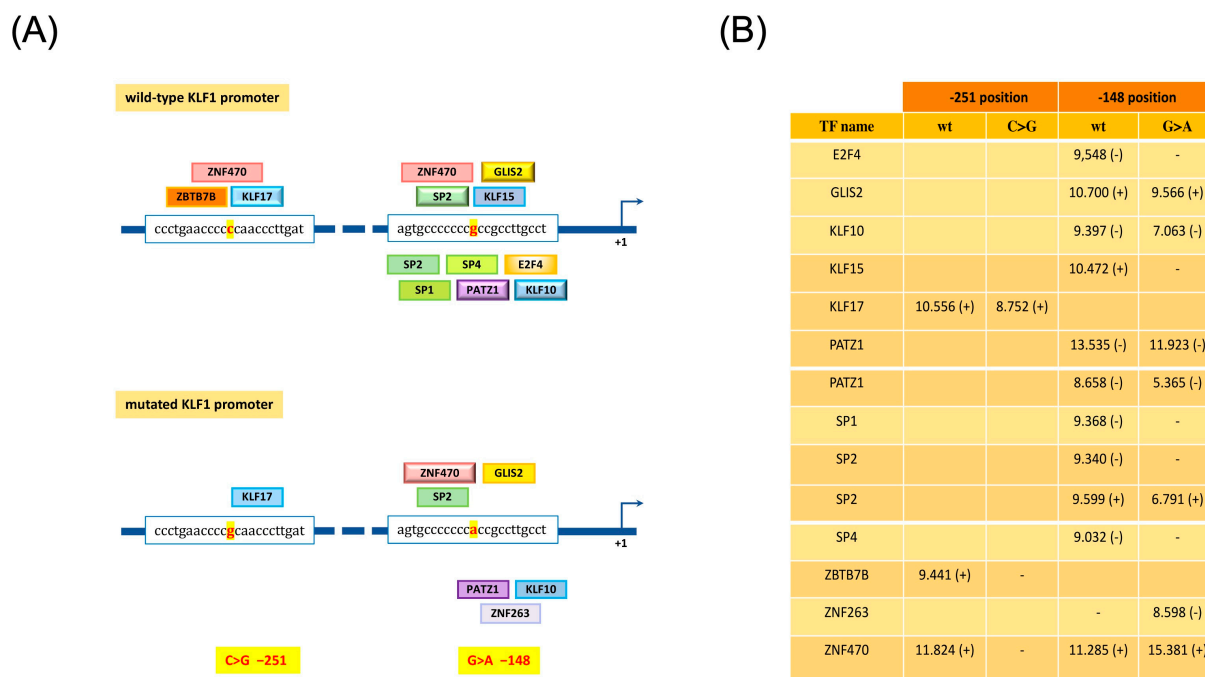 (A)
wild-type KLF1 promoter
ZNF470
ZBTB7B KLF17
ccctgaaccccccaacccttgat
ZNF470 GLIS2
SP2 KLF15
agtgcccccccgccgccttgcct
+1
SP2 SP4 E2F4
SP1 PATZ1 KLF10
mutated KLF1 promoter
KLF17
ccctgaaccccgcaacccttgat
ZNF470 GLIS2
SP2
agtgcccccccaccgccttgcct
+1
PATZ1 KLF10
ZNF263
C>G −251 G>A −148
(B)
-251 position -148 position
TF name wt C>G wt G>A
E2F4 9,548 (-) -
GLIS2 10.700 (+) 9.566 (+)
KLF10 9.397 (-) 7.063 (-)
KLF15 10.472 (+) -
KLF17 10.556 (+) 8.752 (+)
PATZ1 13.535 (-) 11.923 (-)
PATZ1 8.658 (-) 5.365 (-)
SP1 9.368 (-) -
SP2 9.340 (-) -
SP2 9.599 (+) 6.791 (+)
SP4 9.032 (-) -
ZBTB7B 9.441 (+) -
ZNF263 - 8.598 (-)
ZNF470 11.824 (+) - 11.285 (+) 15.381 (+)